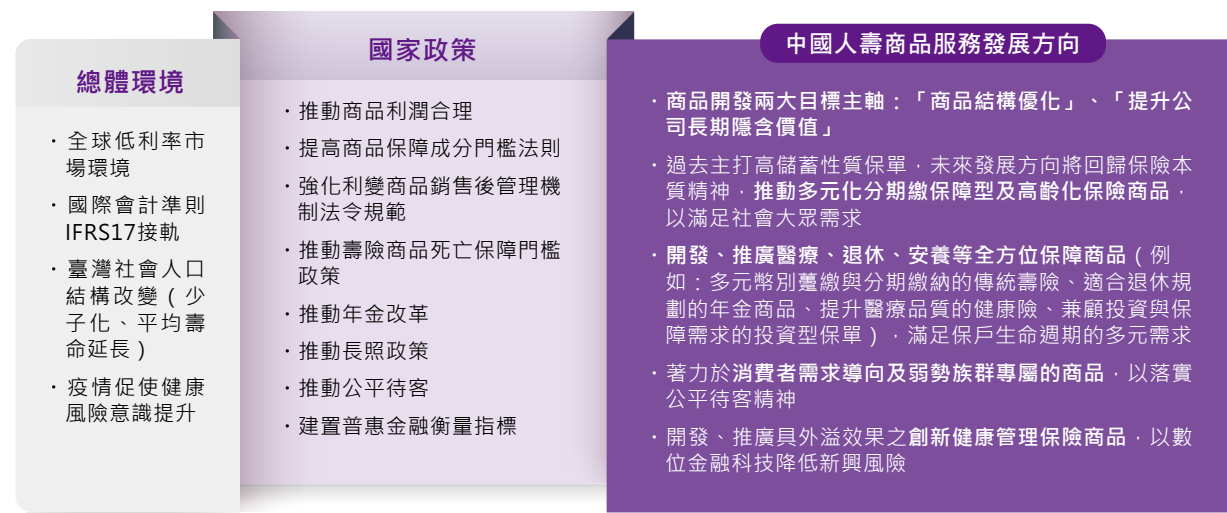 總體環境
・全球低利率市
場環境
・國際會計準則
IFRS17接軌
・臺灣社會人口
結構改變（少
子化、平均壽
命延長）
・疫情促使健康
風險意識提升
國家政策
・推動商品利潤合理
・提高商品保障成分門檻法則
・強化利變商品銷售後管理機
制法令規範
・推動壽險商品死亡保障門檻
政策
・推動年金改革
・推動長照政策
・推動公平待客
・建置普惠金融衡量指標
中國人壽商品服務發展方向
・商品開發兩大目標主軸：「商品結構優化」、「提升公
司長期隱含價值」
・過去主打高儲蓄性質保單，未來發展方向將回歸保險本
質精神，推動多元化分期繳保障型及高齡化保險商品，
以滿足社會大眾需求
・開發、推廣醫療、退休、安養等全方位保障商品（例
如：多元幣別躉繳與分期繳納的傳統壽險、適合退休規
劃的年金商品、提升醫療品質的健康險、兼顧投資與保
障需求的投資型保單），滿足保戶生命週期的多元需求
・著力於消費者需求導向及弱勢族群專屬的商品，以落實
公平待客精神
・開發、推廣具外溢效果之創新健康管理保險商品，以數
位金融科技降低新興風險